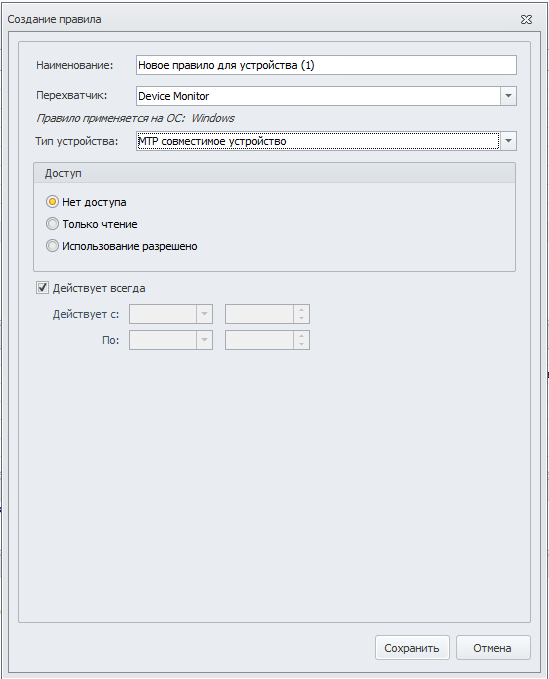 Создание правила
Наименование: Новое правило для устройства (1)
Перехватчик: Device Monitor
Правило применяется на ОС: Windows
Тип устройства: MTP совместимое устройство
Доступ
Нет доступа
Только чтение
Использование разрешено
Действует всегда
Действует с:
По:
Сохранить Отмена